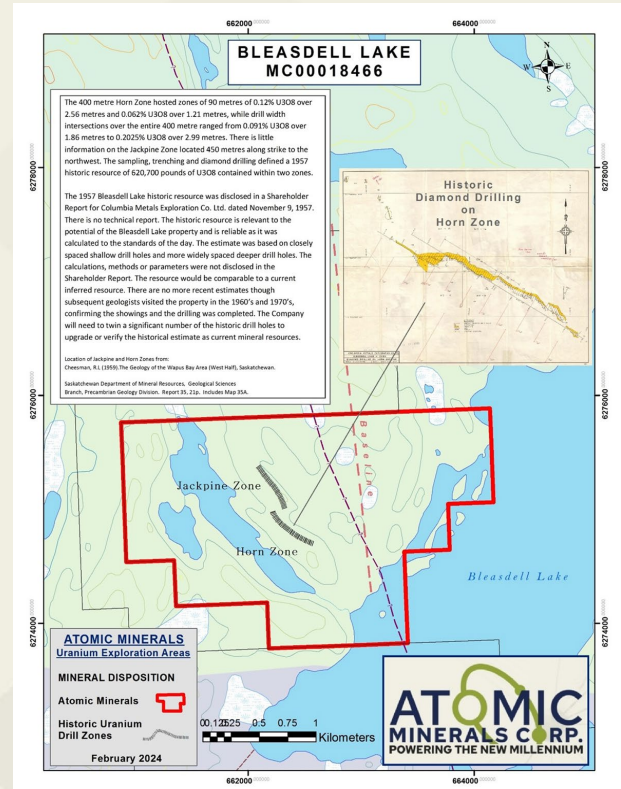 662000
664000
BLEASDELL LAKE
MC00018466
N
W
E
S
The 400 metre Horn Zone hosted zones of 90 metres of 0.12% U3O8 over
2.56 metres and 0.062% U3O8 over 1.21 metres, while drill width
intersections over the entire 400 metre ranged from 0.091% U3O8 over
1.86 metres to 0.2025% U3O8 over 2.99 metres. There is little
information on the Jackpine Zone located 450 metres along strike to the
northwest. The sampling, trenching and diamond drilling defined a 1957
historic resource of 620,700 pounds of U3O8 contained within two zones.
The 1957 Bleasdell Lake historic resource was disclosed in a Shareholder
Report for Columbia Metals Exploration Co. Ltd. dated November 9, 1957.
There is no technical report. The historic resource is relevant to the
potential of the Bleasdell Lake property and is reliable as it was
calculated to the standards of the day. The estimate was based on closely
spaced shallow drill holes and more widely spaced deeper drill holes. The
calculations, methods or parameters were not disclosed in the
Shareholder Report. The resource would be comparable to a current
inferred resource. There are no more recent estimates though
subsequent geologists visited the property in the 1960's and 1970's,
confirming the showings and the drilling was completed. The Company
will need to twin a significant number of the historic drill holes to
upgrade or verify the historical estimate as current mineral resources.
Location of Jackpine and Horn Zones from:
Cheesman, R.L (1959).The Geology of the Wapus Bay Area (West Half), Saskatchewan.
Saskatchewan Department of Mineral Resources, Geological Sciences
Branch, Precambrian Geology Division. Report 35, 21p. Includes Map 35A.
Historic
Diamond Drilling
on
Horn Zone
6278000
6278000
6276000
6276000
Baseline
Jackpine Zone
Horn Zone
Bleasdell Lake
6274000
6274000
ATOMIC MINERALS
Uranium Exploration Areas
MINERAL DISPOSITION
Atomic Minerals
Historic Uranium
Drill Zones
February 2024
0 0.125 0.25 0.5 0.75 1
Kilometers
ATOMIC
MINERALS CORP.
POWERING THE NEW MILLENNIUM
662000
664000